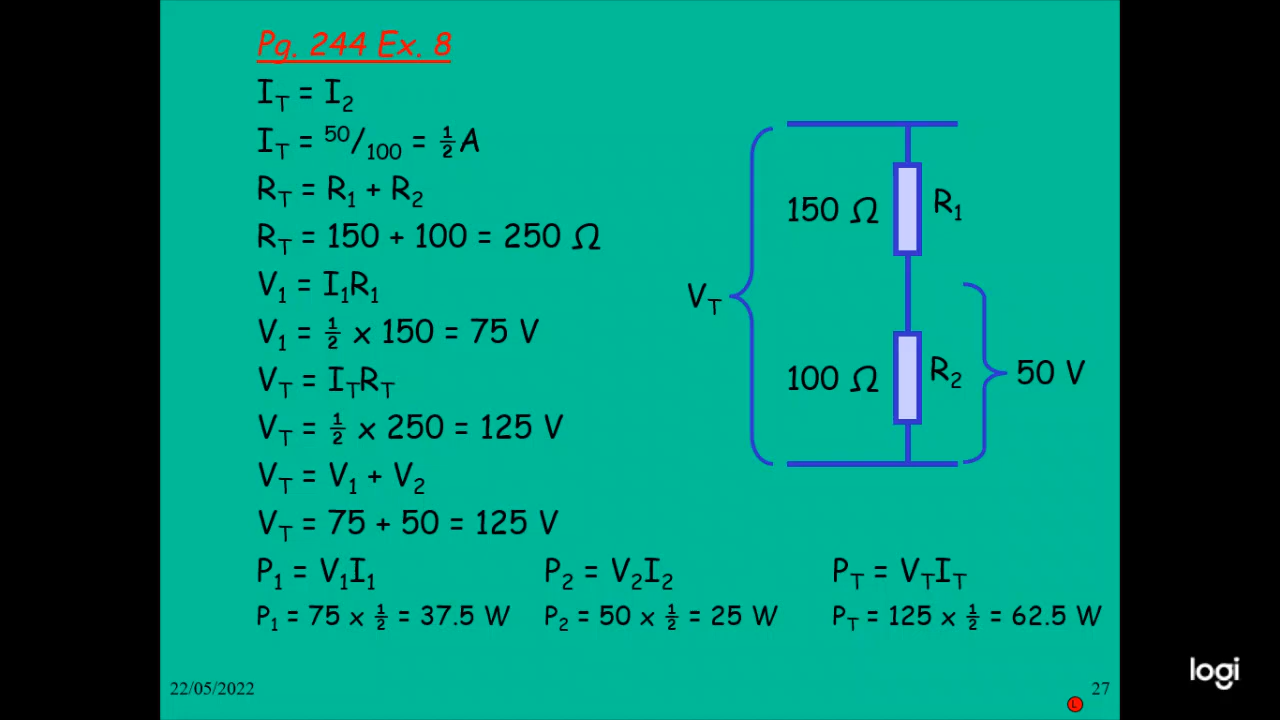 Pg. 244 Ex. 8
I_T = I_2
I_T = 50/100 = ½A
R_T = R_1 + R_2
R_T = 150 + 100 = 250 Ω
V_1 = I_1R_1
V_1 = ½ x 150 = 75 V
V_T = I_TR_T
V_T = ½ x 250 = 125 V
V_T = V_1 + V_2
V_T = 75 + 50 = 125 V
P_1 = V_1I_1
P_1 = 75 x ½ = 37.5 W
P_2 = V_2I_2
P_2 = 50 x ½ = 25 W
P_T = V_TI_T
P_T = 125 x ½ = 62.5 W
150 Ω R_1
V_T
100 Ω R_2 50 V
22/05/2022
L
27
logi